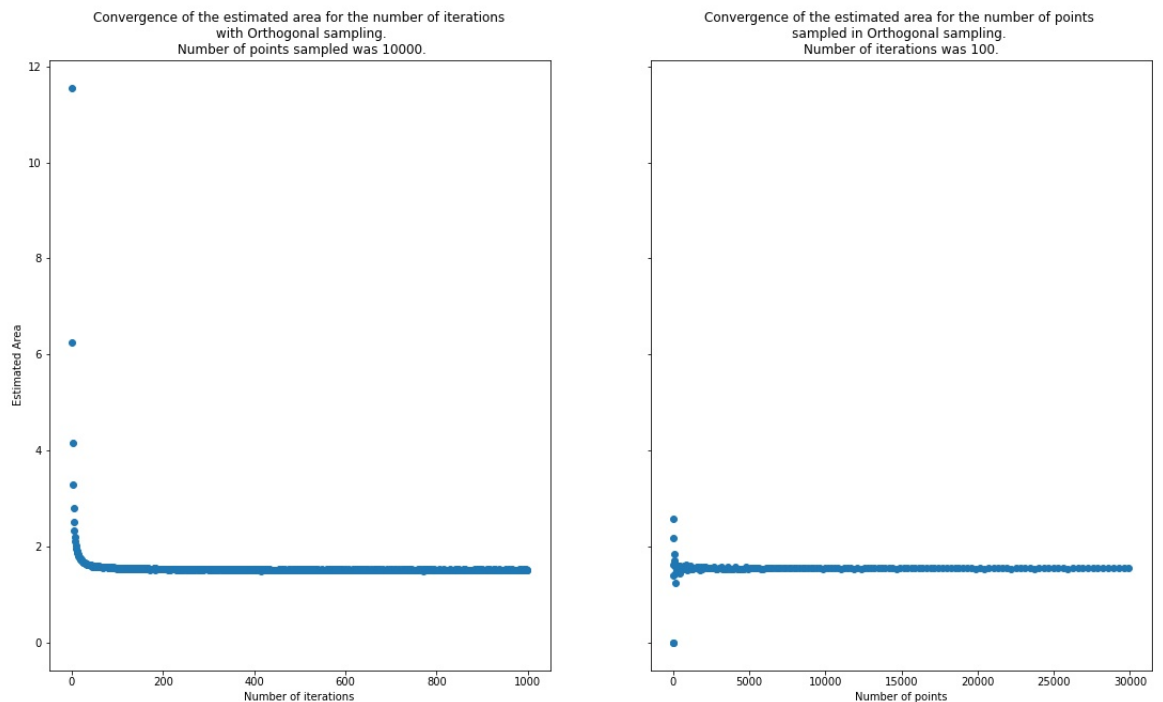 Convergence of the estimated area for the number of iterations
with Orthogonal sampling.
Number of points sampled was 10000.
12
10
8
6
4
2
0
Estimated Area
0 200 400 600 800 1000
Number of iterations
Convergence of the estimated area for the number of points
sampled in Orthogonal sampling.
Number of iterations was 100.
0 5000 10000 15000 20000 25000 30000
Number of points